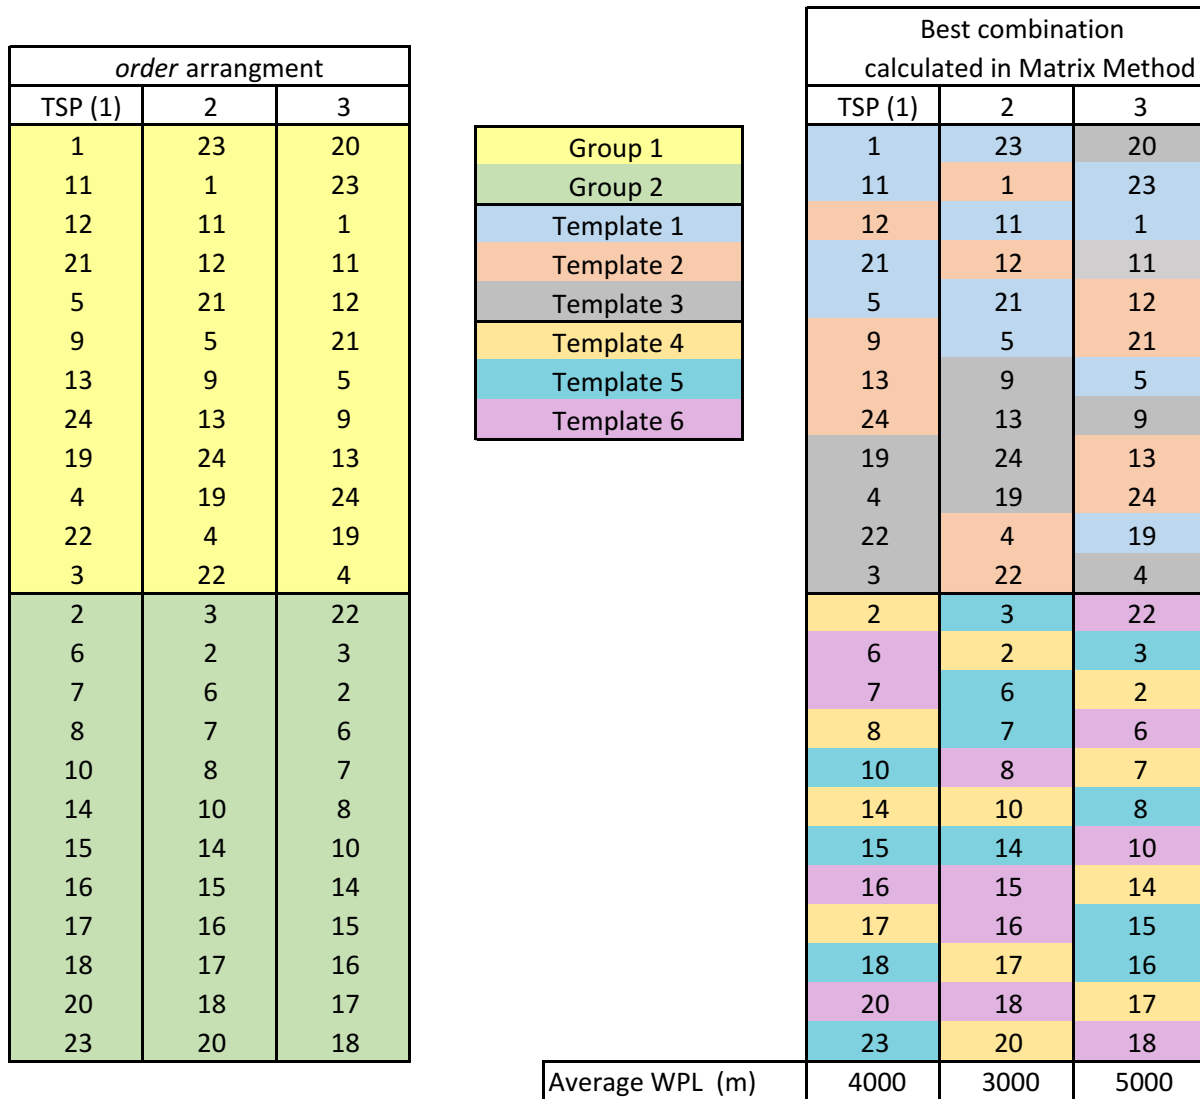 order arrangment
TSP (1) 2 3
1 23 20
11 1 23
12 11 1
21 12 11
5 21 12
9 5 21
13 9 5
24 13 9
19 24 13
4 19 24
22 4 19
3 22 4
2 3 22
6 2 3
7 6 2
8 7 6
10 8 7
14 10 8
15 14 10
16 15 14
17 16 15
18 17 16
20 18 17
23 20 18
Group 1
Group 2
Template 1
Template 2
Template 3
Template 4
Template 5
Template 6
Best combination
calculated in Matrix Method
TSP (1) 2 3
1 23 20
11 1 23
12 11 1
21 12 11
5 21 12
9 5 21
13 9 5
24 13 9
19 24 13
4 19 24
22 4 19
3 22 4
2 3 22
6 2 3
7 6 2
8 7 6
10 8 7
14 10 8
15 14 10
16 15 14
17 16 15
18 17 16
20 18 17
23 20 18
Average WPL (m) 4000 3000 5000